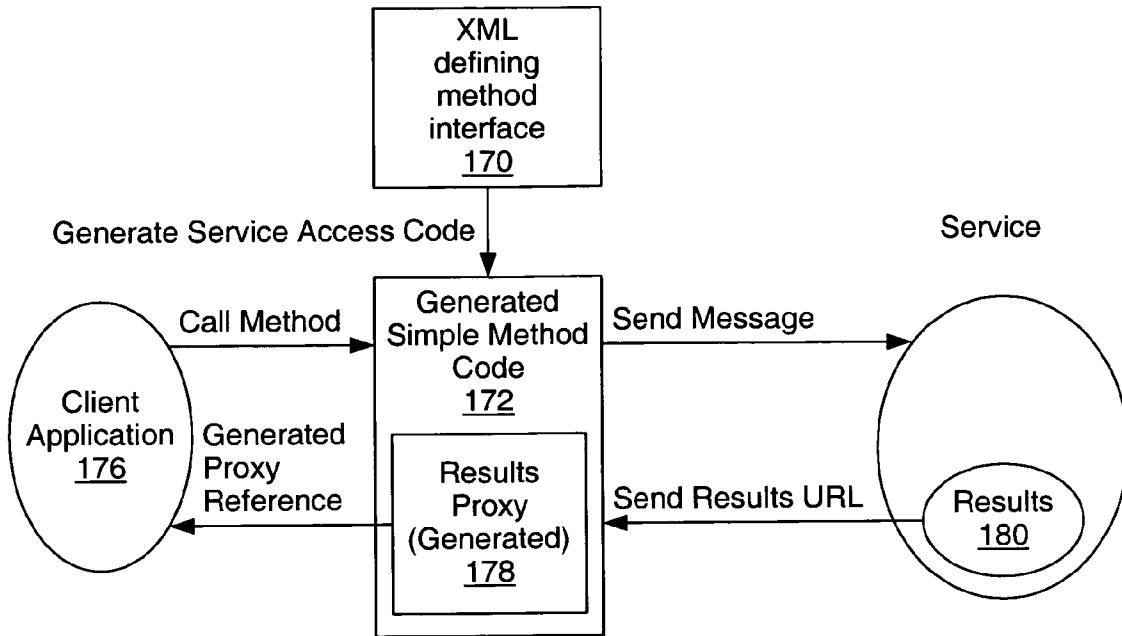 XML
defining
method
interface
170
Generate Service Access Code
Service
Call Method
Generated
Simple Method
Code
172
Send Message
Client
Application
176
Generated
Proxy
Reference
Results
Proxy
(Generated)
178
Send Results URL
Results
180